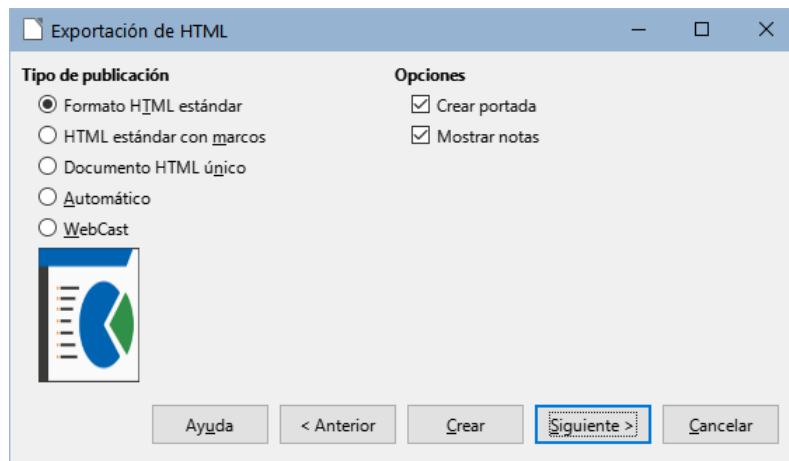 Exportación de HTML
Tipo de publicación
Formato HTML estándar
HTML estándar con marcos
Documento HTML único
Automático
WebCast
Opciones
Crear portada
Mostrar notas
Ayuda
< Anterior
Crear
Siguiente >
Cancelar